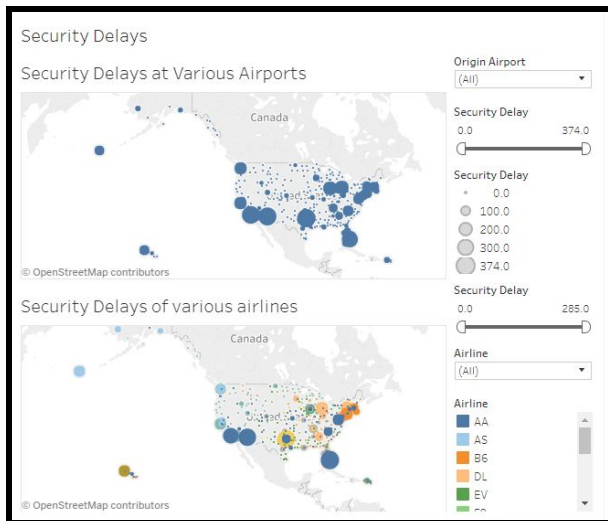 Security Delays
Security Delays at Various Airports
Canada
© OpenStreetMap contributors
Security Delays of various airlines
Canada
© OpenStreetMap contributors
Origin Airport
(All)
Security Delay
0.0 374.0
Security Delay
0.0
100.0
200.0
300.0
374.0
Security Delay
0.0 285.0
Airline
(All)
Airline
AA
AS
B6
DL
EV